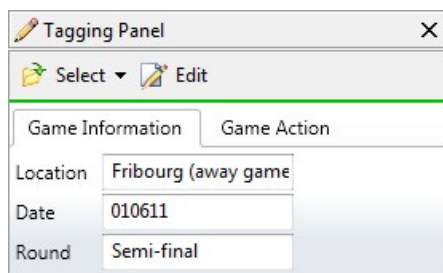 Tagging Panel
Select Edit
Game Information Game Action
Location Fribourg (away game
Date 010611
Round Semi-final